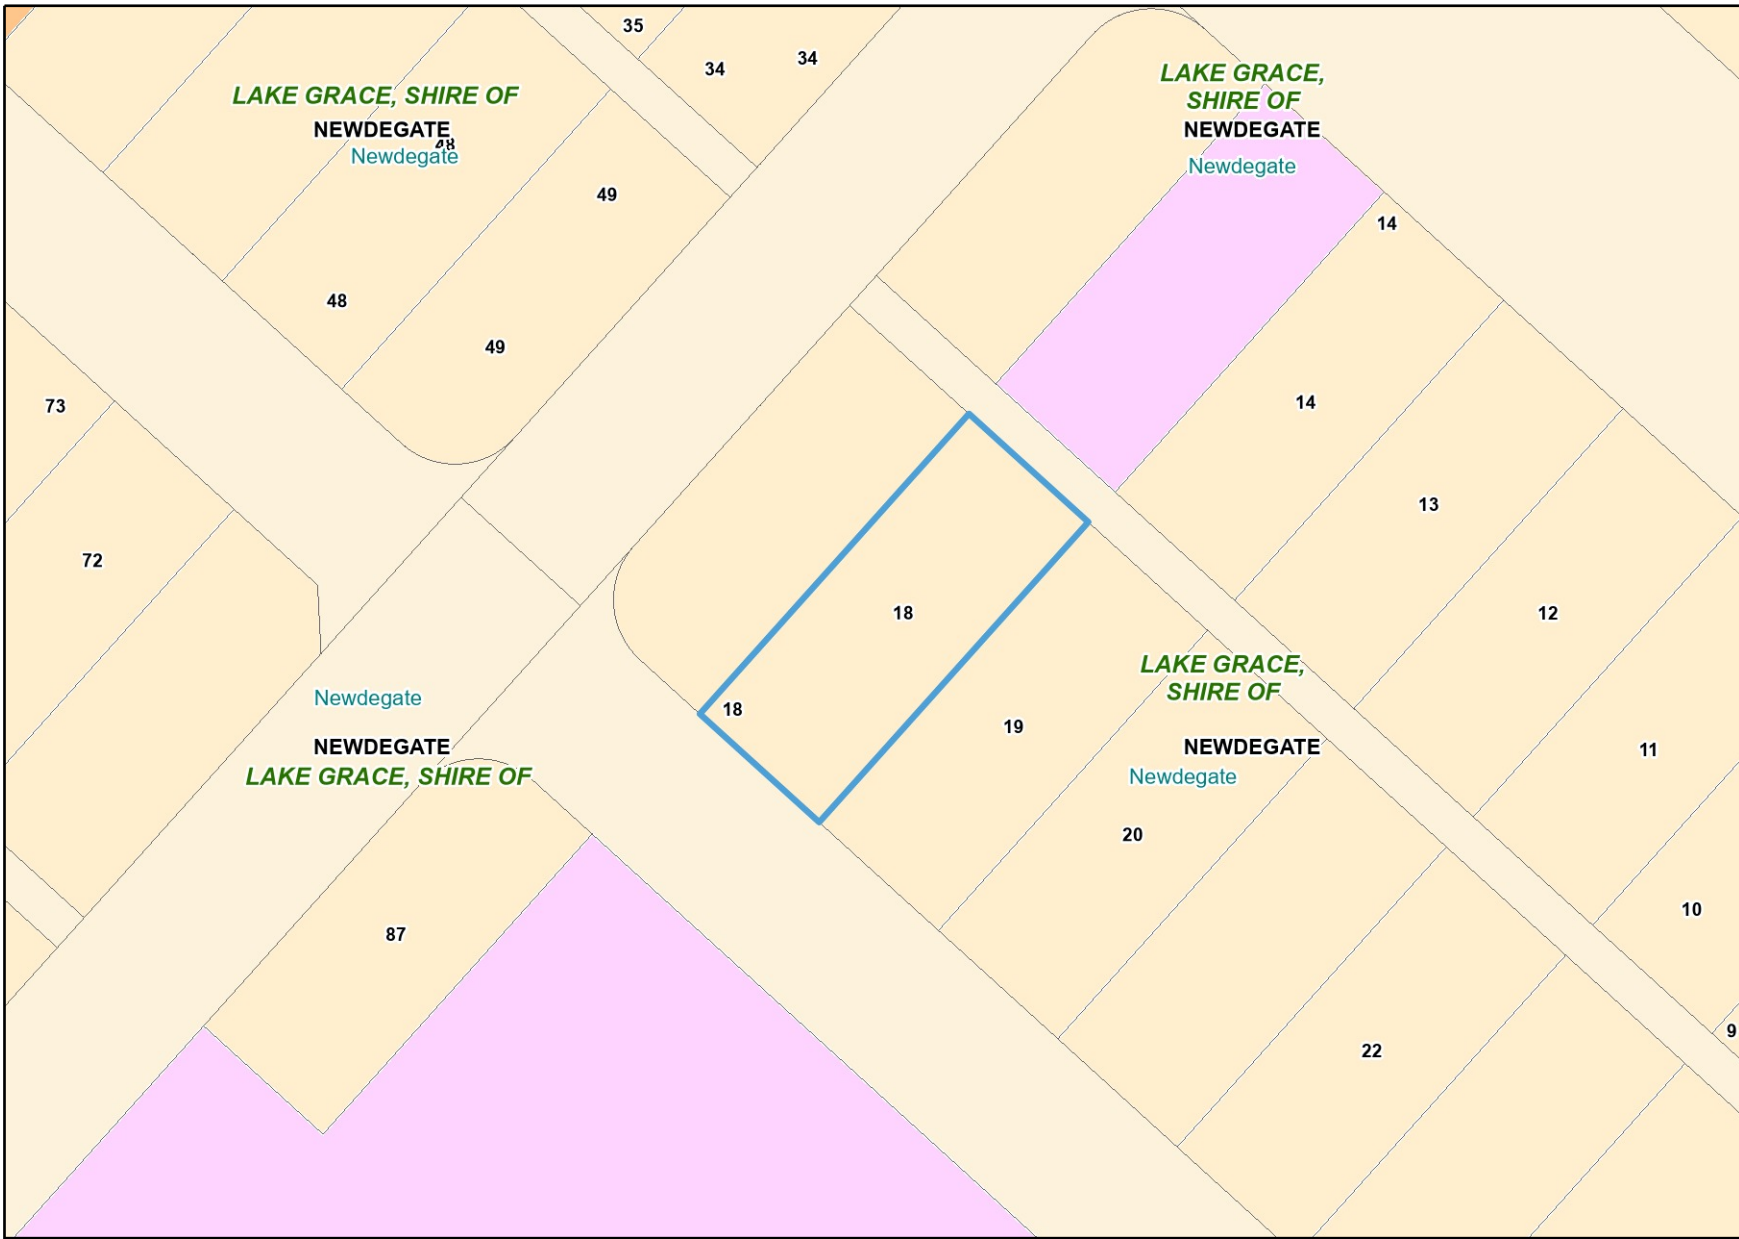 35
34
34
LAKE GRACE, SHIRE OF
NEWDEGATE
48
Newdegate
LAKE GRACE,
SHIRE OF
NEWDEGATE
Newdegate
49
14
48
49
73
14
13
72
18
12
LAKE GRACE,
SHIRE OF
NEWDEGATE
Newdegate
Newdegate
NEWDEGATE
LAKE GRACE, SHIRE OF
18
19
11
20
87
10
9
22